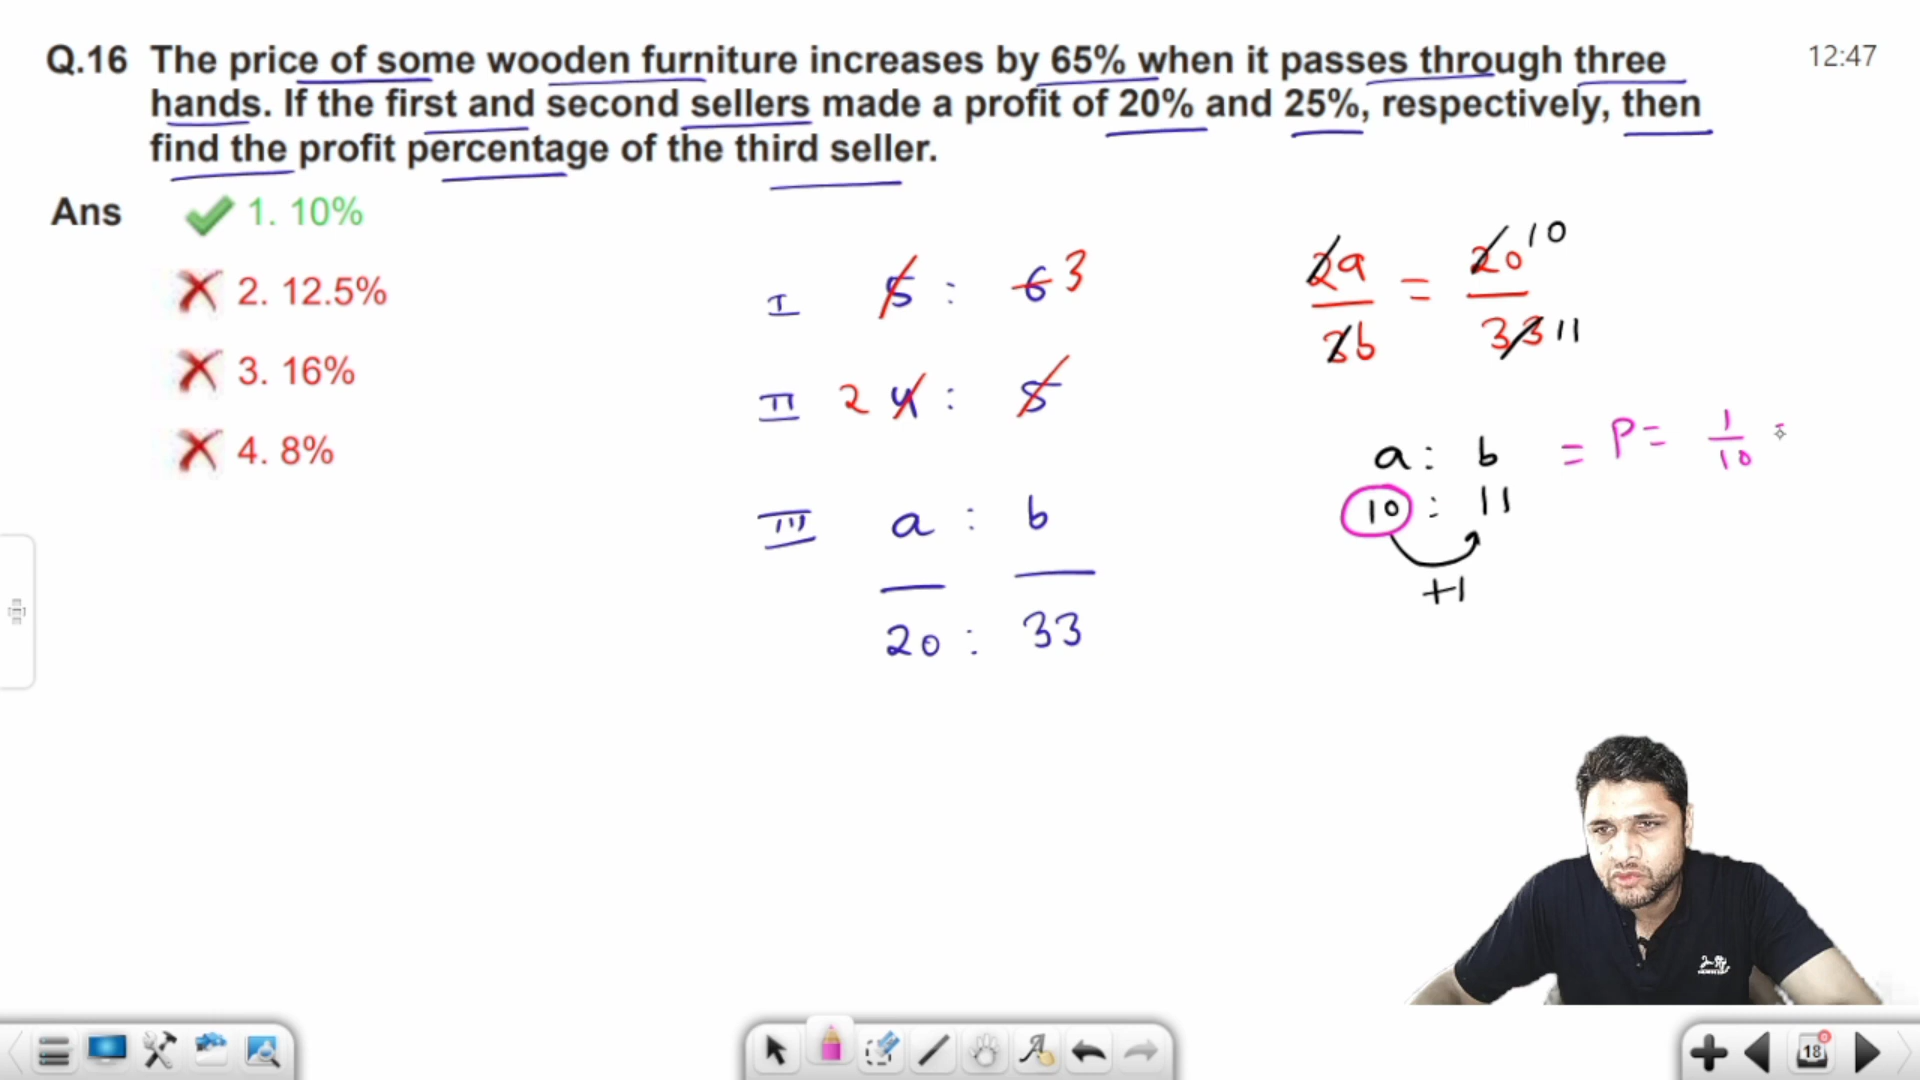 Q.16 The price of some wooden furniture increases by 65% when it passes through three
hands. If the first and second sellers made a profit of 20% and 25%, respectively, then
find the profit percentage of the third seller.
12:47
Ans 1. 10%
2. 12.5%
3. 16%
4. 8%
I 5 : 6 3
II 2 4 : 5
III a : b
20 : 33
2a/3b = 20/33 10 11
a : b = P = 1/10 =
10 : 11
+1
18